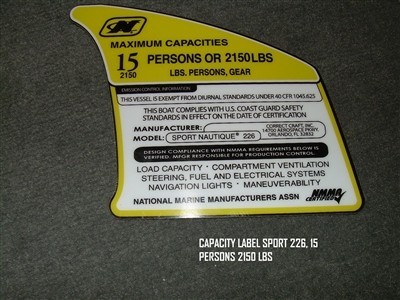 N
MAXIMUM CAPACITIES
15 PERSONS OR 2150LBS
2150 LBS. PERSONS, GEAR
EMISSION CONTROL INFORMATION
THIS VESSEL IS EXEMPT FROM DIURNAL STANDARDS UNDER 40 CFR 1045.625
THIS BOAT COMPLIES WITH U.S. COAST GUARD SAFETY
STANDARDS IN EFFECT ON THE DATE OF CERTIFICATION
MANUFACTURER: CORRECT CRAFT, INC.
14700 AEROSPACE PKWY.
ORLANDO, FL 32832
MODEL: SPORT NAUTIQUE® 226
DESIGN COMPLIANCE WITH NMMA REQUIREMENTS BELOW IS
VERIFIED. MFGR RESPONSIBLE FOR PRODUCTION CONTROL
LOAD CAPACITY · COMPARTMENT VENTILATION
STEERING, FUEL AND ELECTRICAL SYSTEMS
NAVIGATION LIGHTS · MANEUVERABILITY
NATIONAL MARINE MANUFACTURERS ASSN
NMMA
CERTIFIED
CAPACITY LABEL SPORT 226, 15
PERSONS 2150 LBS